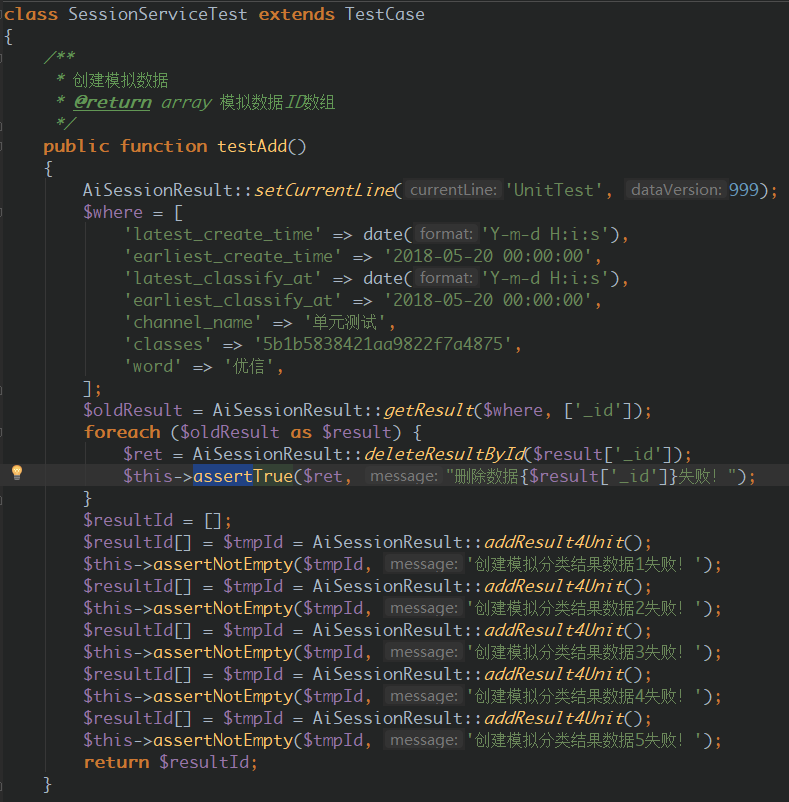 class SessionServiceTest extends TestCase
{
/**
* 创建模拟数据
* @return array 模拟数据ID数组
*/
public function testAdd()
{
AiSessionResult::setCurrentLine( currentLine: 'UnitTest', dataVersion: 999);
$where = [
'latest_create_time' => date( format: 'Y-m-d H:i:s'),
'earliest_create_time' => '2018-05-20 00:00:00',
'latest_classify_at' => date( format: 'Y-m-d H:i:s'),
'earliest_classify_at' => '2018-05-20 00:00:00',
'channel_name' => '单元测试',
'classes' => '5b1b5838421aa9822f7a4875',
'word' => '优信',
];
$oldResult = AiSessionResult::getResult($where, ['_id']);
foreach ($oldResult as $result) {
$ret = AiSessionResult::deleteResultById($result['_id']);
$this->assertTrue($ret, message: "删除数据{$result['_id']}失败！");
}
$resultId = [];
$resultId[] = $tmpId = AiSessionResult::addResult4Unit();
$this->assertNotEmpty($tmpId, message: '创建模拟分类结果数据1失败！');
$resultId[] = $tmpId = AiSessionResult::addResult4Unit();
$this->assertNotEmpty($tmpId, message: '创建模拟分类结果数据2失败！');
$resultId[] = $tmpId = AiSessionResult::addResult4Unit();
$this->assertNotEmpty($tmpId, message: '创建模拟分类结果数据3失败！');
$resultId[] = $tmpId = AiSessionResult::addResult4Unit();
$this->assertNotEmpty($tmpId, message: '创建模拟分类结果数据4失败！');
$resultId[] = $tmpId = AiSessionResult::addResult4Unit();
$this->assertNotEmpty($tmpId, message: '创建模拟分类结果数据5失败！');
return $resultId;
}